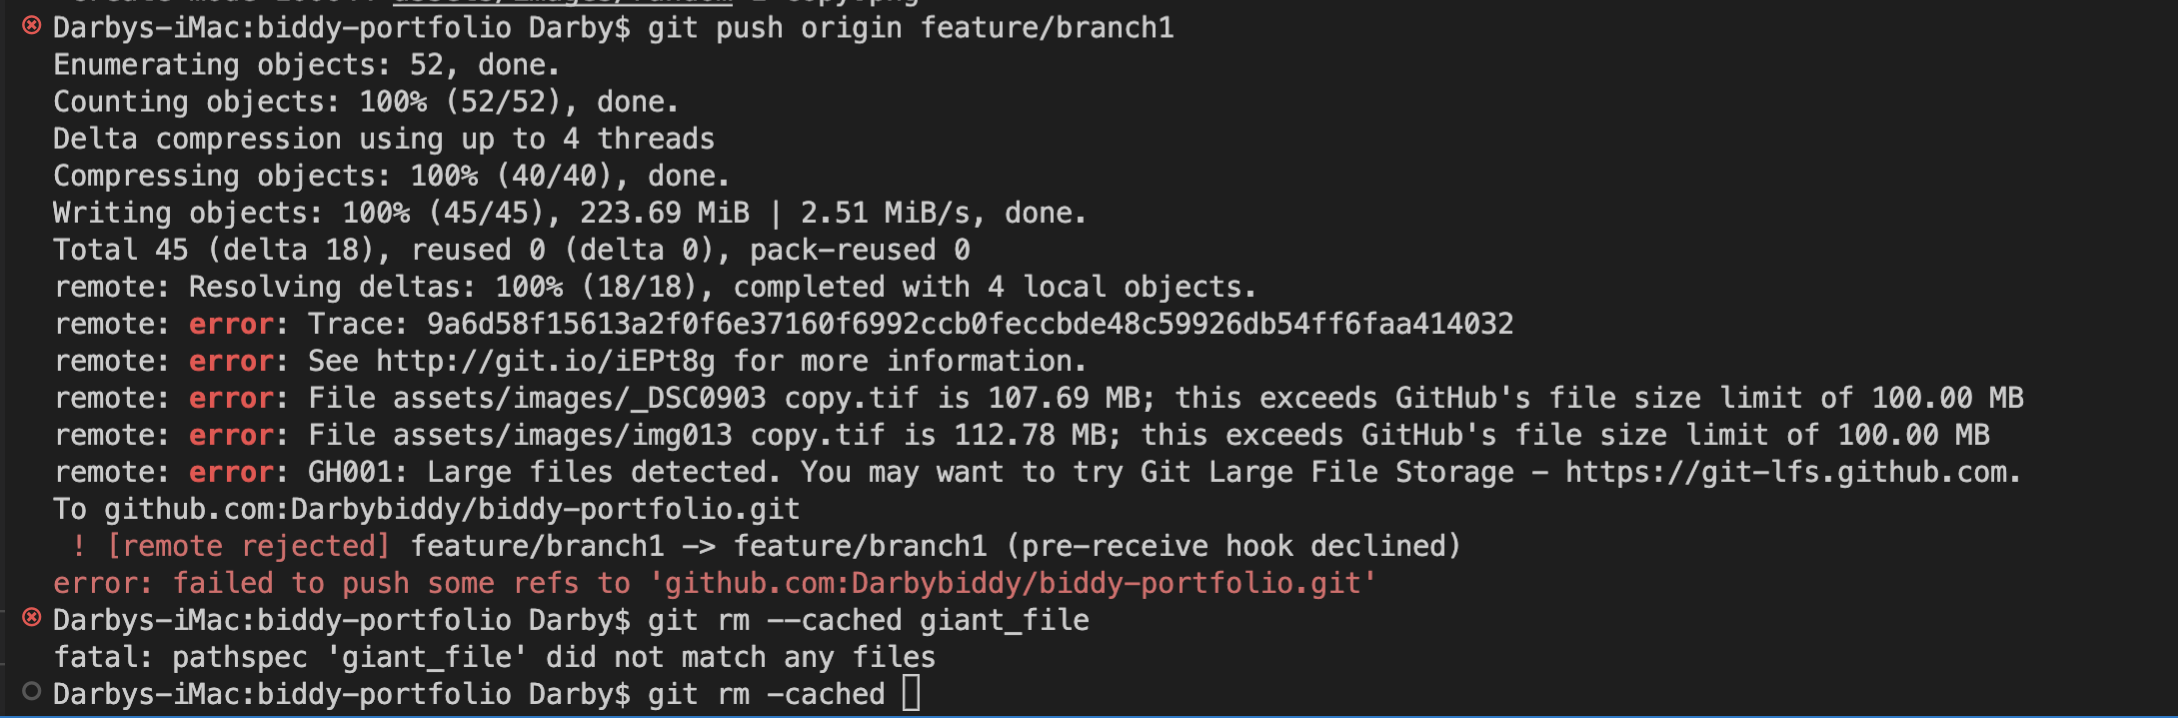 Darbys-iMac:biddy-portfolio Darby$ git push origin feature/branch1
Enumerating objects: 52, done.
Counting objects: 100% (52/52), done.
Delta compression using up to 4 threads
Compressing objects: 100% (40/40), done.
Writing objects: 100% (45/45), 223.69 MiB | 2.51 MiB/s, done.
Total 45 (delta 18), reused 0 (delta 0), pack-reused 0
remote: Resolving deltas: 100% (18/18), completed with 4 local objects.
remote: error: Trace: 9a6d58f15613a2f0f6e37160f6992ccb0feccbde48c59926db54ff6faa414032
remote: error: See http://git.io/iEPt8g for more information.
remote: error: File assets/images/_DSC0903 copy.tif is 107.69 MB; this exceeds GitHub's file size limit of 100.00 MB
remote: error: File assets/images/img013 copy.tif is 112.78 MB; this exceeds GitHub's file size limit of 100.00 MB
remote: error: GH001: Large files detected. You may want to try Git Large File Storage - https://git-lfs.github.com.
To github.com:Darbybiddy/biddy-portfolio.git
! [remote rejected] feature/branch1 -> feature/branch1 (pre-receive hook declined)
error: failed to push some refs to 'github.com:Darbybiddy/biddy-portfolio.git'
Darbys-iMac:biddy-portfolio Darby$ git rm --cached giant_file
fatal: pathspec 'giant_file' did not match any files
Darbys-iMac:biddy-portfolio Darby$ git rm -cached